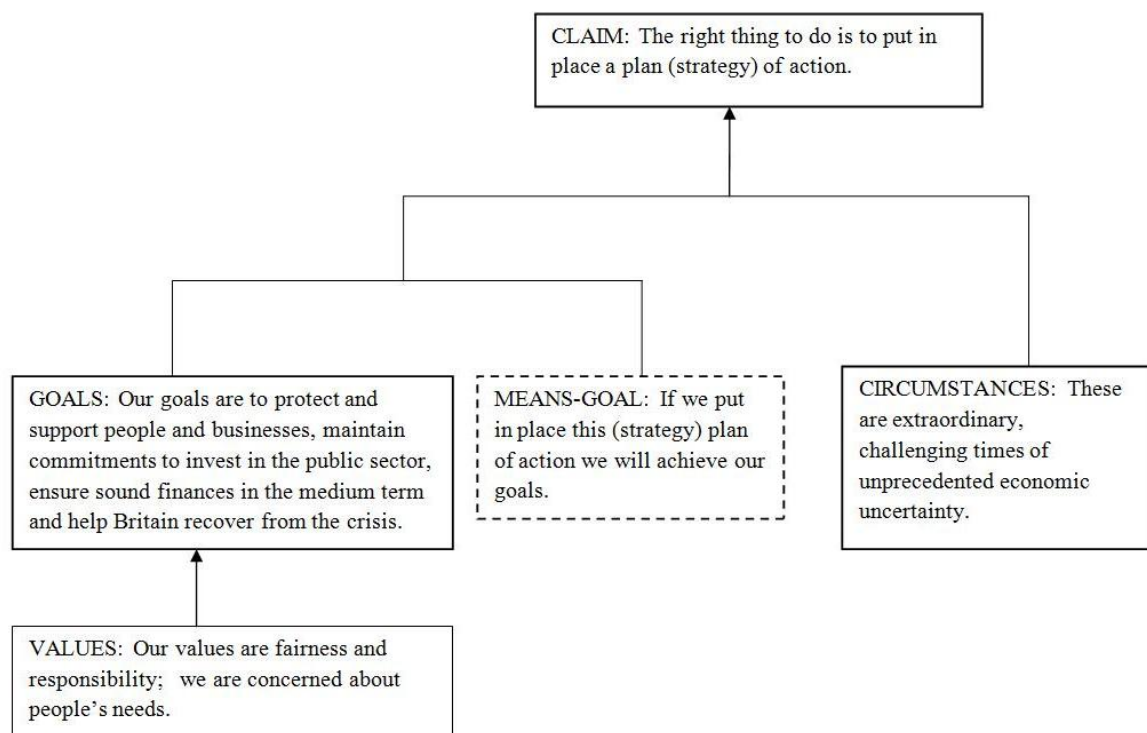 CLAIM: The right thing to do is to put in
place a plan (strategy) of action.
GOALS: Our goals are to protect and
support people and businesses, maintain
commitments to invest in the public sector,
ensure sound finances in the medium term
and help Britain recover from the crisis.
MEANS-GOAL: If we put
in place this (strategy) plan
of action we will achieve our
goals.
CIRCUMSTANCES: These
are extraordinary,
challenging times of
unprecedented economic
uncertainty.
VALUES: Our values are fairness and
responsibility; we are concerned about
people's needs.